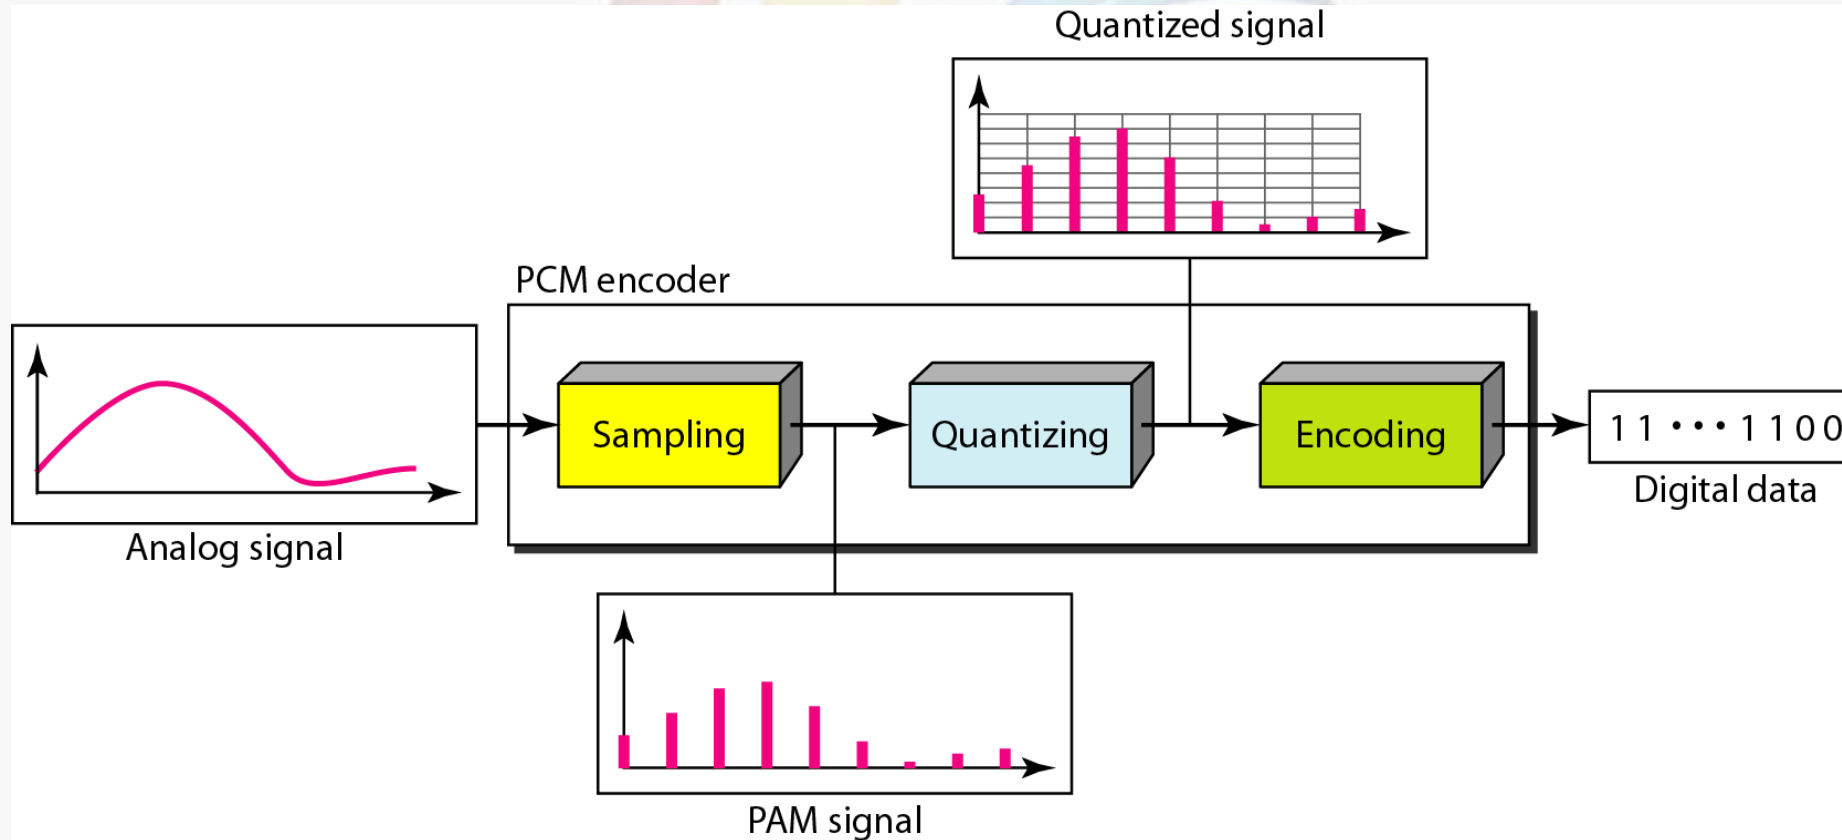 Quantized signal
PCM encoder
Sampling
Quantizing
Encoding
1 1 • • • 1 1 0 0
Digital data
Analog signal
PAM signal